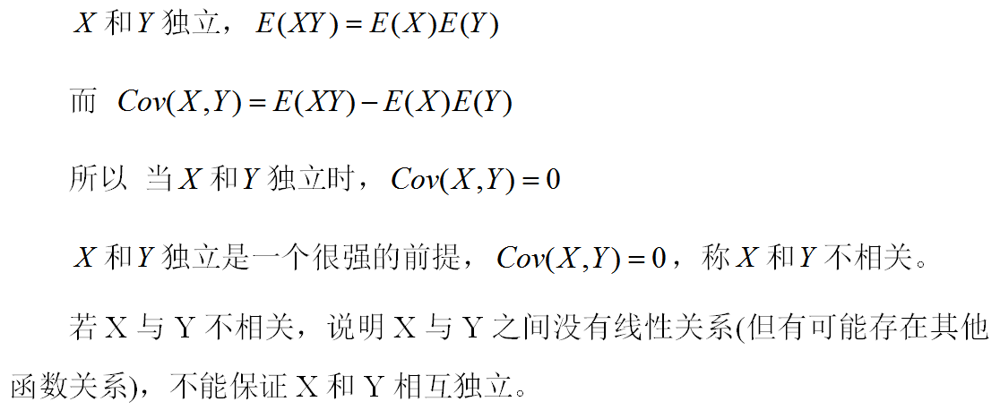 X 和 Y 独立，E(XY) = E(X)E(Y)
而 Cov(X,Y) = E(XY) − E(X)E(Y)
所以 当 X 和 Y 独立时，Cov(X,Y) = 0
X 和 Y 独立是一个很强的前提，Cov(X,Y) = 0，称 X 和 Y 不相关。
若 X 与 Y 不相关，说明 X 与 Y 之间没有线性关系(但有可能存在其他
函数关系)，不能保证 X 和 Y 相互独立。